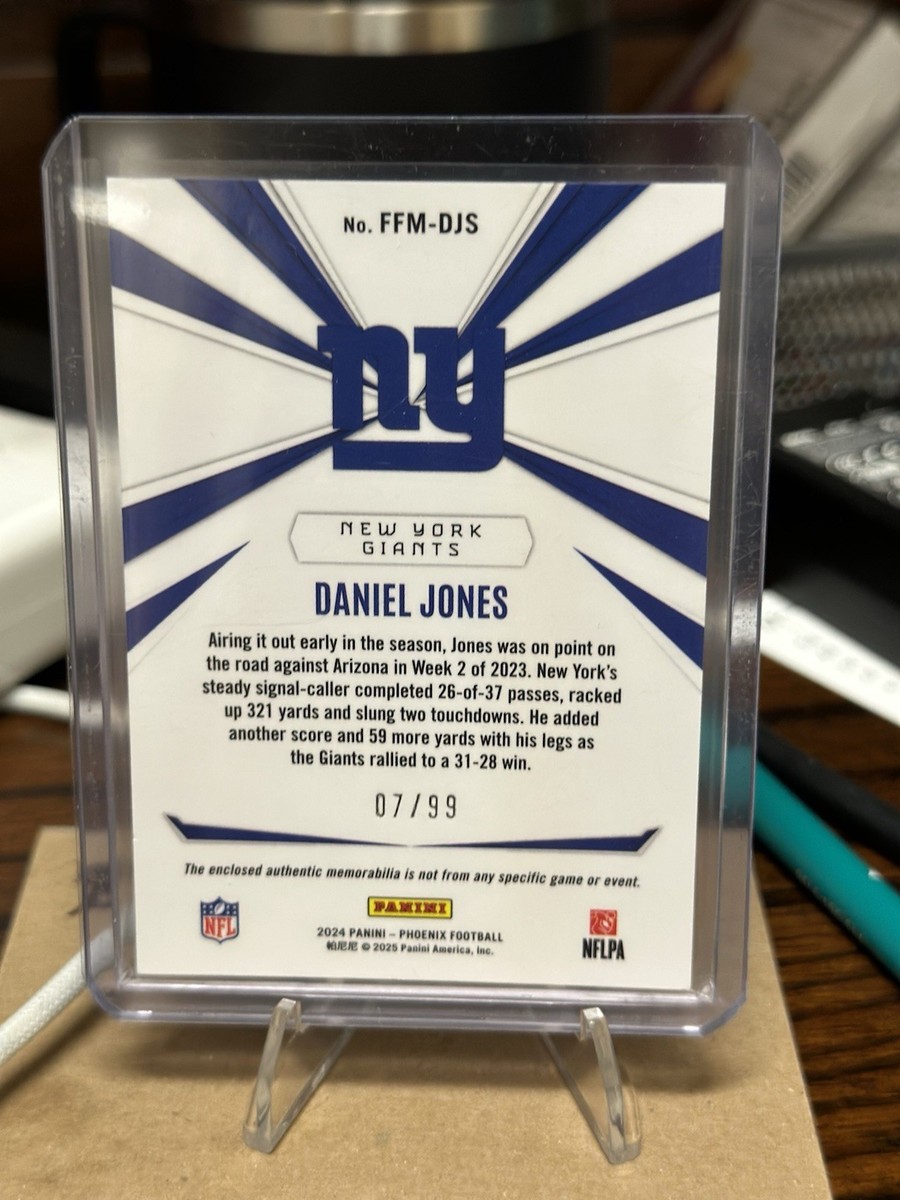 No. FFM-DJS
ny
NEW YORK
GIANTS
DANIEL JONES
Airing it out early in the season, Jones was on point on
the road against Arizona in Week 2 of 2023. New York's
steady signal-caller completed 26-of-37 passes, racked
up 321 yards and slung two touchdowns. He added
another score and 59 more yards with his legs as
the Giants rallied to a 31-28 win.
07/99
The enclosed authentic memorabilia is not from any specific game or event.
NFL
PANINI
2024 PANINI – PHOENIX FOOTBALL
帕尼尼 © 2025 Panini America, Inc.
NFLPA